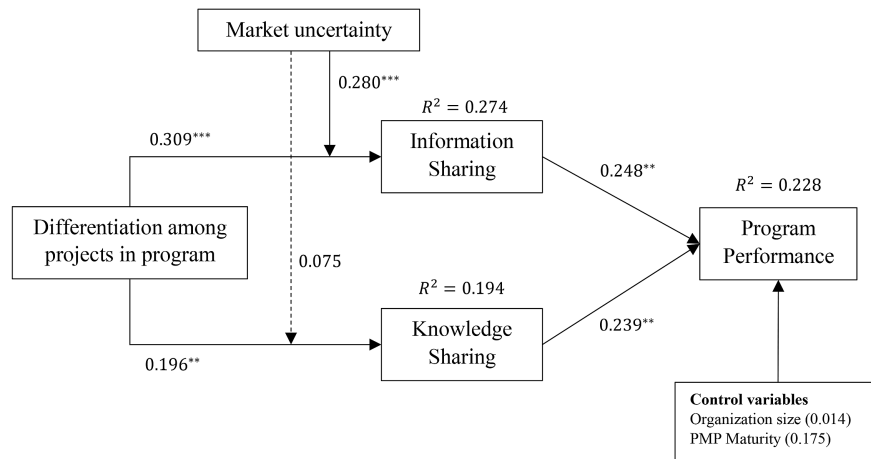 Market uncertainty
0.280***
R² = 0.274
0.309***
Information
Sharing
0.248**
R² = 0.228
Differentiation among
projects in program
Program
Performance
0.075
R² = 0.194
Knowledge
Sharing
0.239**
0.196**
Control variables
Organization size (0.014)
PMP Maturity (0.175)